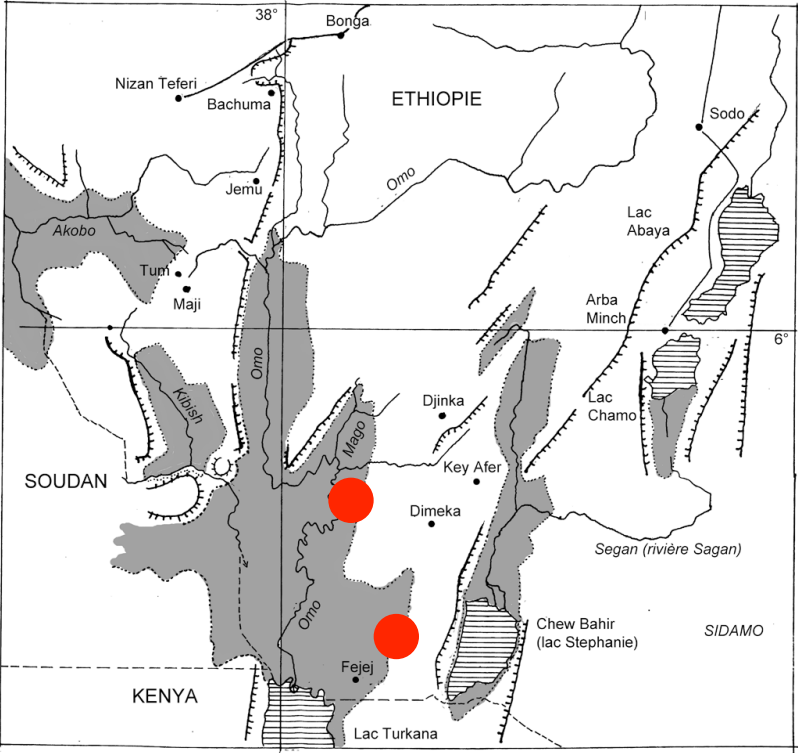 38°
Bonga
Nizan Teferi
Bachuma
ETHIOPIE
Sodo
Jemu
Omo
Akobo
Lac
Abaya
Tum
Maji
Arba
Minch
6°
Omo
Kibish
Djinka
Lac
Chamo
Mago
SOUDAN
Key Afer
Dimeka
Segan (rivière Sagan)
Omo
Chew Bahir
(lac Stephanie)
SIDAMO
Fejej
KENYA
Lac Turkana